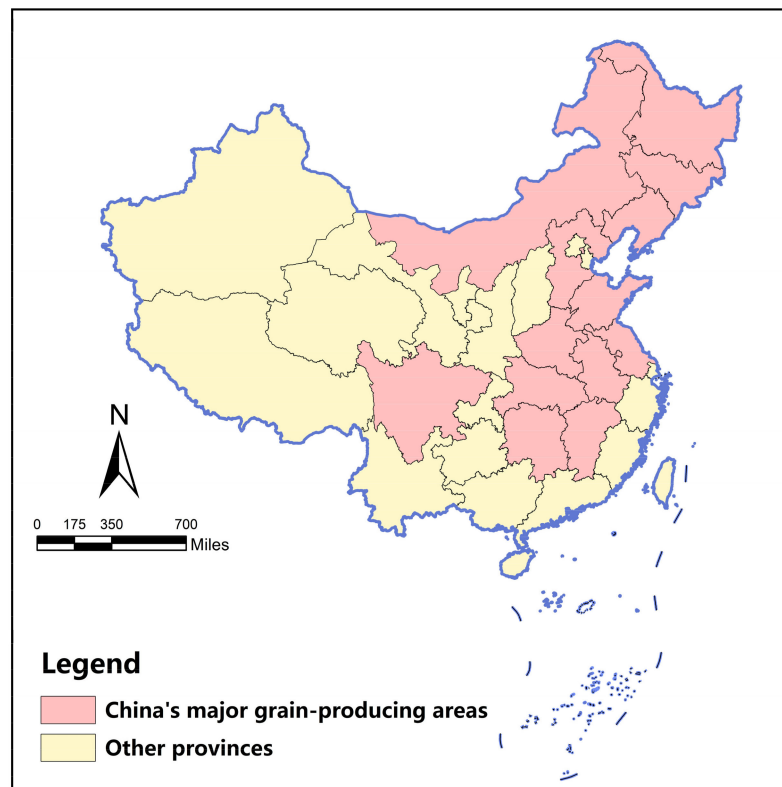 N
0 175 350 700
Miles
Legend
China's major grain-producing areas
Other provinces